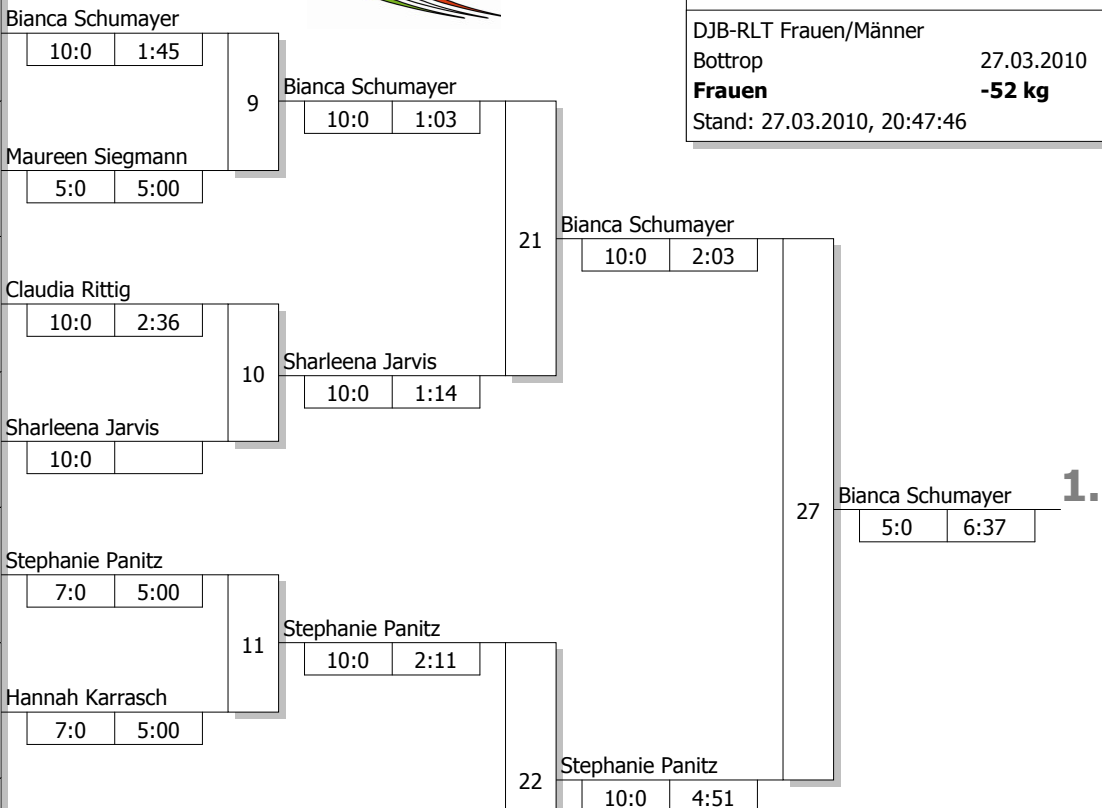 DJB-RLT Frauen/Männer
Bottrop 27.03.2010
Frauen -52 kg
Stand: 27.03.2010, 20:47:46
Bianca Schumayer
10:0 1:45
9
Maureen Siegmann
5:0 5:00
Bianca Schumayer
10:0 1:03
Claudia Rittig
10:0 2:36
10
Sharleena Jarvis
10:0
Sharleena Jarvis
10:0 1:14
21
Bianca Schumayer
10:0 2:03
Stephanie Panitz
7:0 5:00
11
Hannah Karrasch
7:0 5:00
Stephanie Panitz
10:0 2:11
22
Stephanie Panitz
10:0 4:51
27
Bianca Schumayer 1.
5:0 6:37